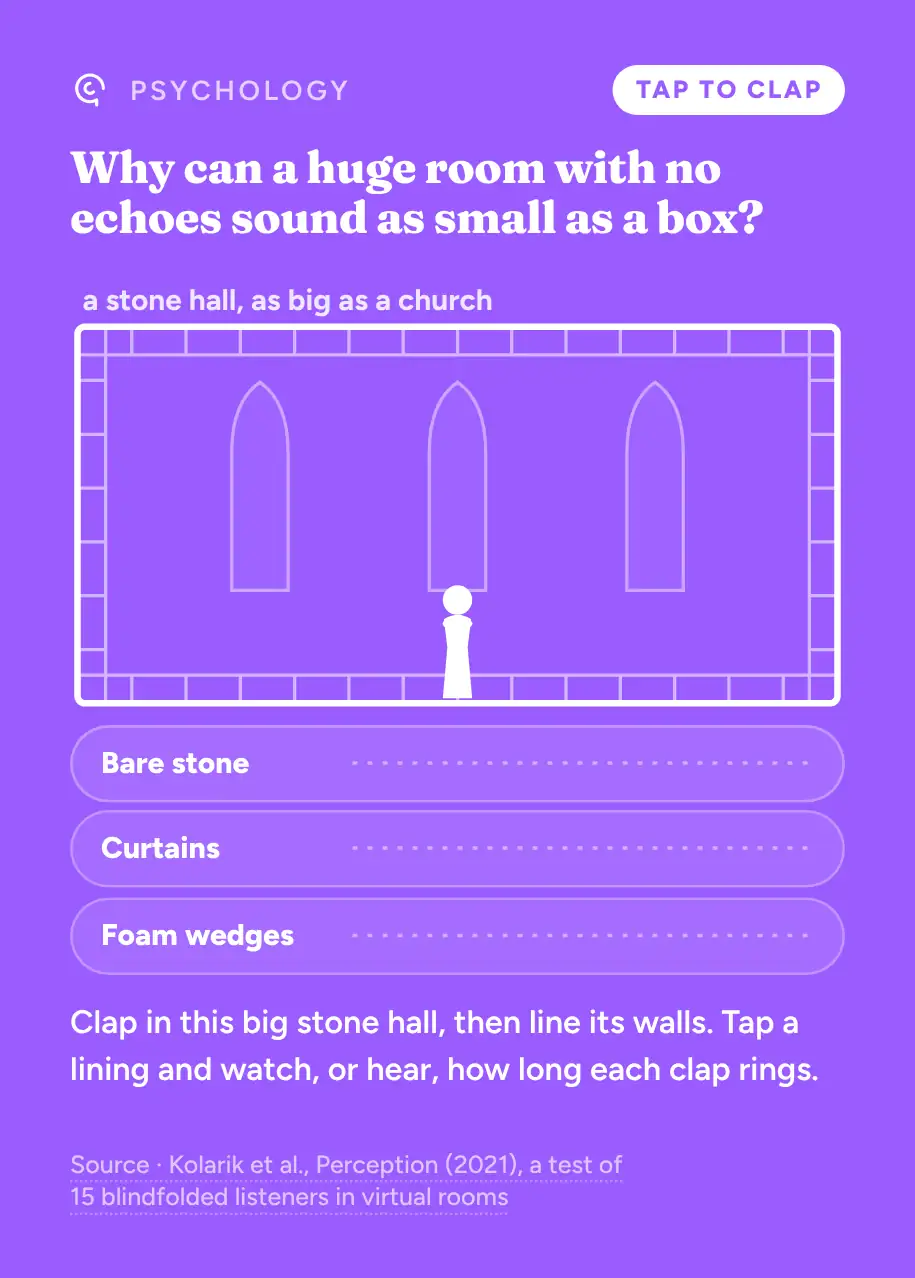 PSYCHOLOGY
TAP TO CLAP
Why can a huge room with no
echoes sound as small as a box?
a stone hall, as big as a church
Bare stone
Curtains
Foam wedges
Clap in this big stone hall, then line its walls. Tap a
lining and watch, or hear, how long each clap rings.
Source · Kolarik et al., Perception (2021), a test of
15 blindfolded listeners in virtual rooms